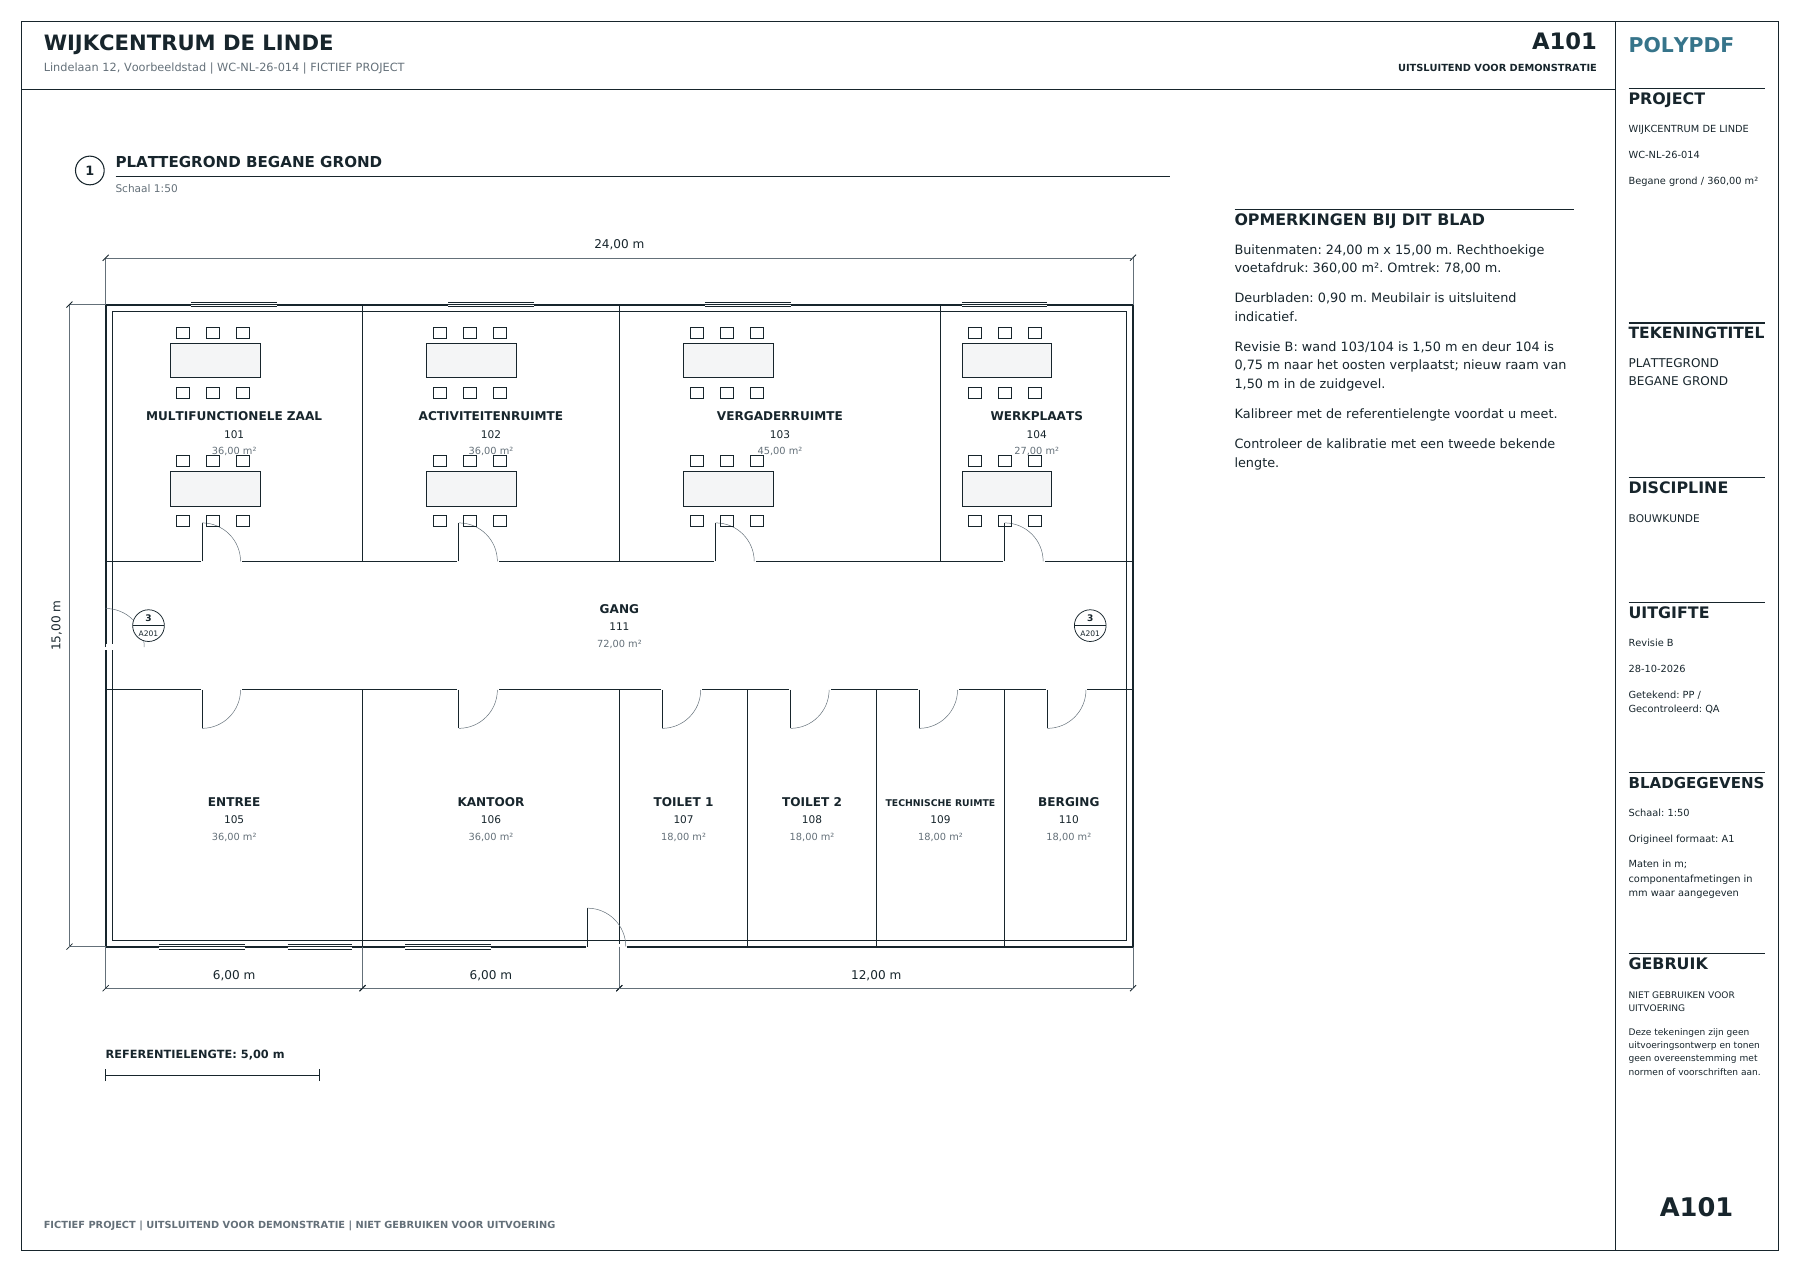 WIJKCENTRUM DE LINDE
Lindelaan 12, Voorbeeldstad | WC-NL-26-014 | FICTIEF PROJECT
A101
UITSLUITEND VOOR DEMONSTRATIE
1
PLATTEGROND BEGANE GROND
Schaal 1:50
24,00 m
15,00 m
MULTIFUNCTIONELE ZAAL
101
36,00 m²
ACTIVITEITENRUIMTE
102
36,00 m²
VERGADERRUIMTE
103
45,00 m²
WERKPLAATS
104
27,00 m²
3
A201
GANG
111
72,00 m²
3
A201
ENTREE
105
36,00 m²
KANTOOR
106
36,00 m²
TOILET 1
107
18,00 m²
TOILET 2
108
18,00 m²
TECHNISCHE RUIMTE
109
18,00 m²
BERGING
110
18,00 m²
6,00 m
6,00 m
12,00 m
REFERENTIELENGTE: 5,00 m
OPMERKINGEN BIJ DIT BLAD
Buitenmaten: 24,00 m x 15,00 m. Rechthoekige
voetafdruk: 360,00 m². Omtrek: 78,00 m.
Deurbladen: 0,90 m. Meubilair is uitsluitend
indicatief.
Revisie B: wand 103/104 is 1,50 m en deur 104 is
0,75 m naar het oosten verplaatst; nieuw raam van
1,50 m in de zuidgevel.
Kalibreer met de referentielengte voordat u meet.
Controleer de kalibratie met een tweede bekende
lengte.
POLYPDF
PROJECT
WIJKCENTRUM DE LINDE
WC-NL-26-014
Begane grond / 360,00 m²
TEKENINGTITEL
PLATTEGROND
BEGANE GROND
DISCIPLINE
BOUWKUNDE
UITGIFTE
Revisie B
28-10-2026
Getekend: PP /
Gecontroleerd: QA
BLADGEGEVENS
Schaal: 1:50
Origineel formaat: A1
Maten in m;
componentafmetingen in
mm waar aangegeven
GEBRUIK
NIET GEBRUIKEN VOOR
UITVOERING
Deze tekeningen zijn geen
uitvoeringsontwerp en tonen
geen overeenstemming met
normen of voorschriften aan.
A101
FICTIEF PROJECT | UITSLUITEND VOOR DEMONSTRATIE | NIET GEBRUIKEN VOOR UITVOERING